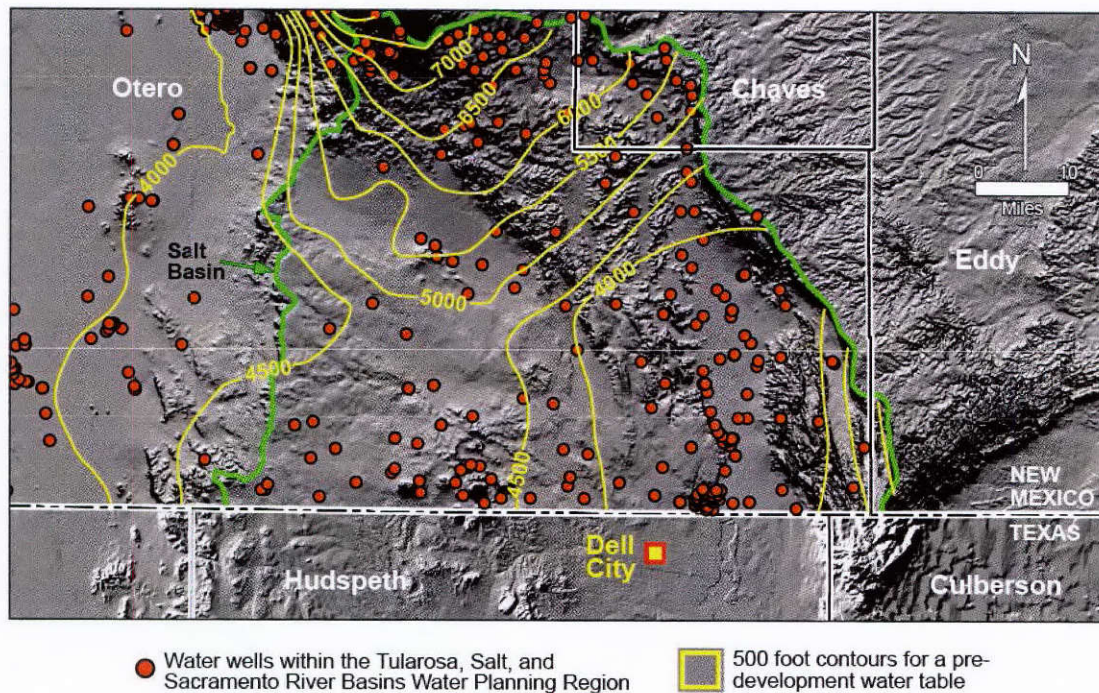 7000
N
Otero
Chaves
6500
6000
5500
4000
0 10
Miles
Salt
Basin
Eddy
4000
5000
4500
4500
NEW
MEXICO
TEXAS
Dell
City
Hudspeth
Culberson
Water wells within the Tularosa, Salt, and
Sacramento River Basins Water Planning Region
500 foot contours for a pre-
development water table